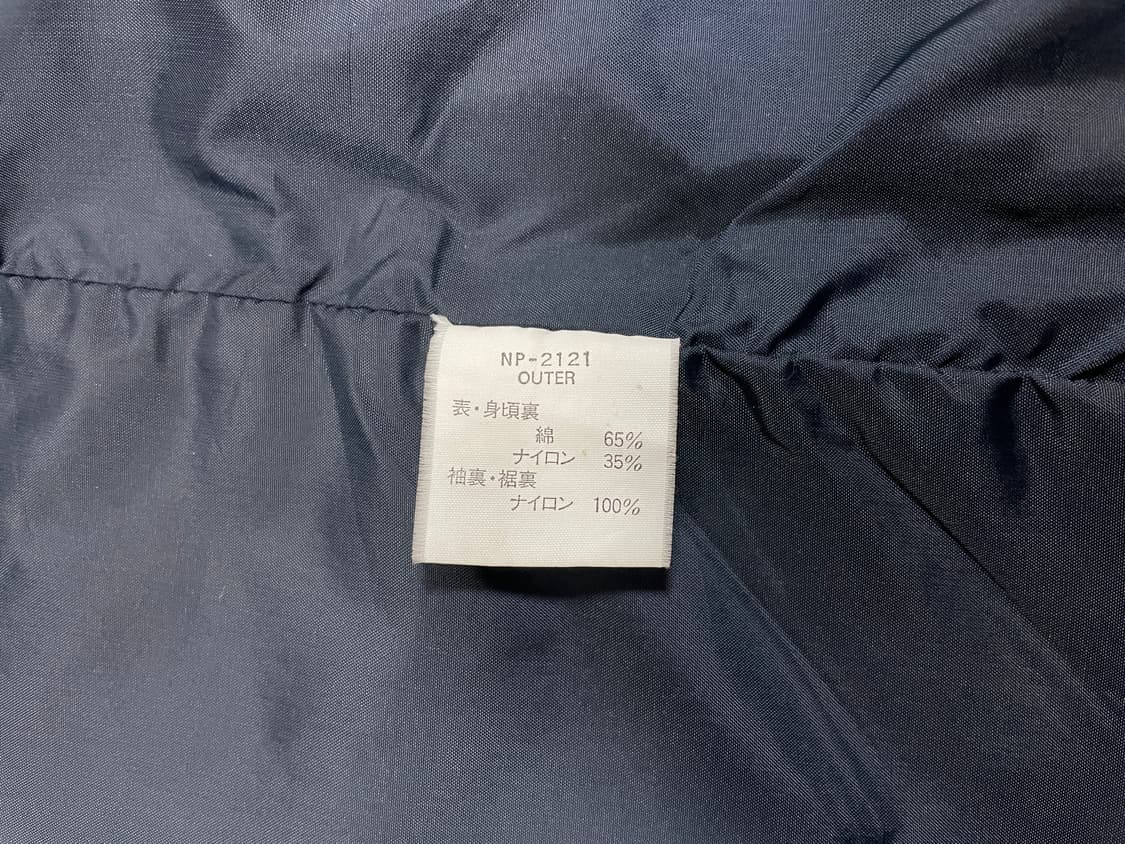 NP-2121
OUTER
表・身頃裏
綿 65%
ナイロン 35%
袖裏・裾裏
ナイロン 100%